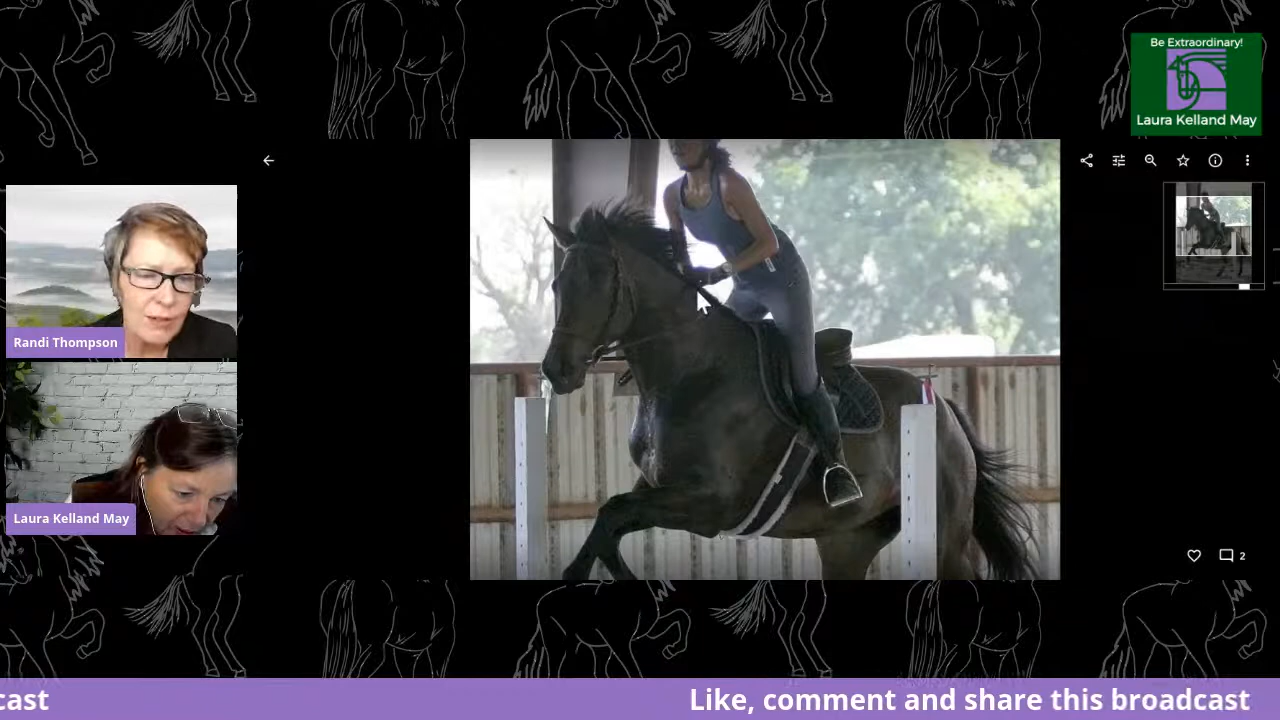 Be Extraordinary!
Laura Kelland May
Randi Thompson
Laura Kelland May
2
cast
Like, comment and share this broadcast